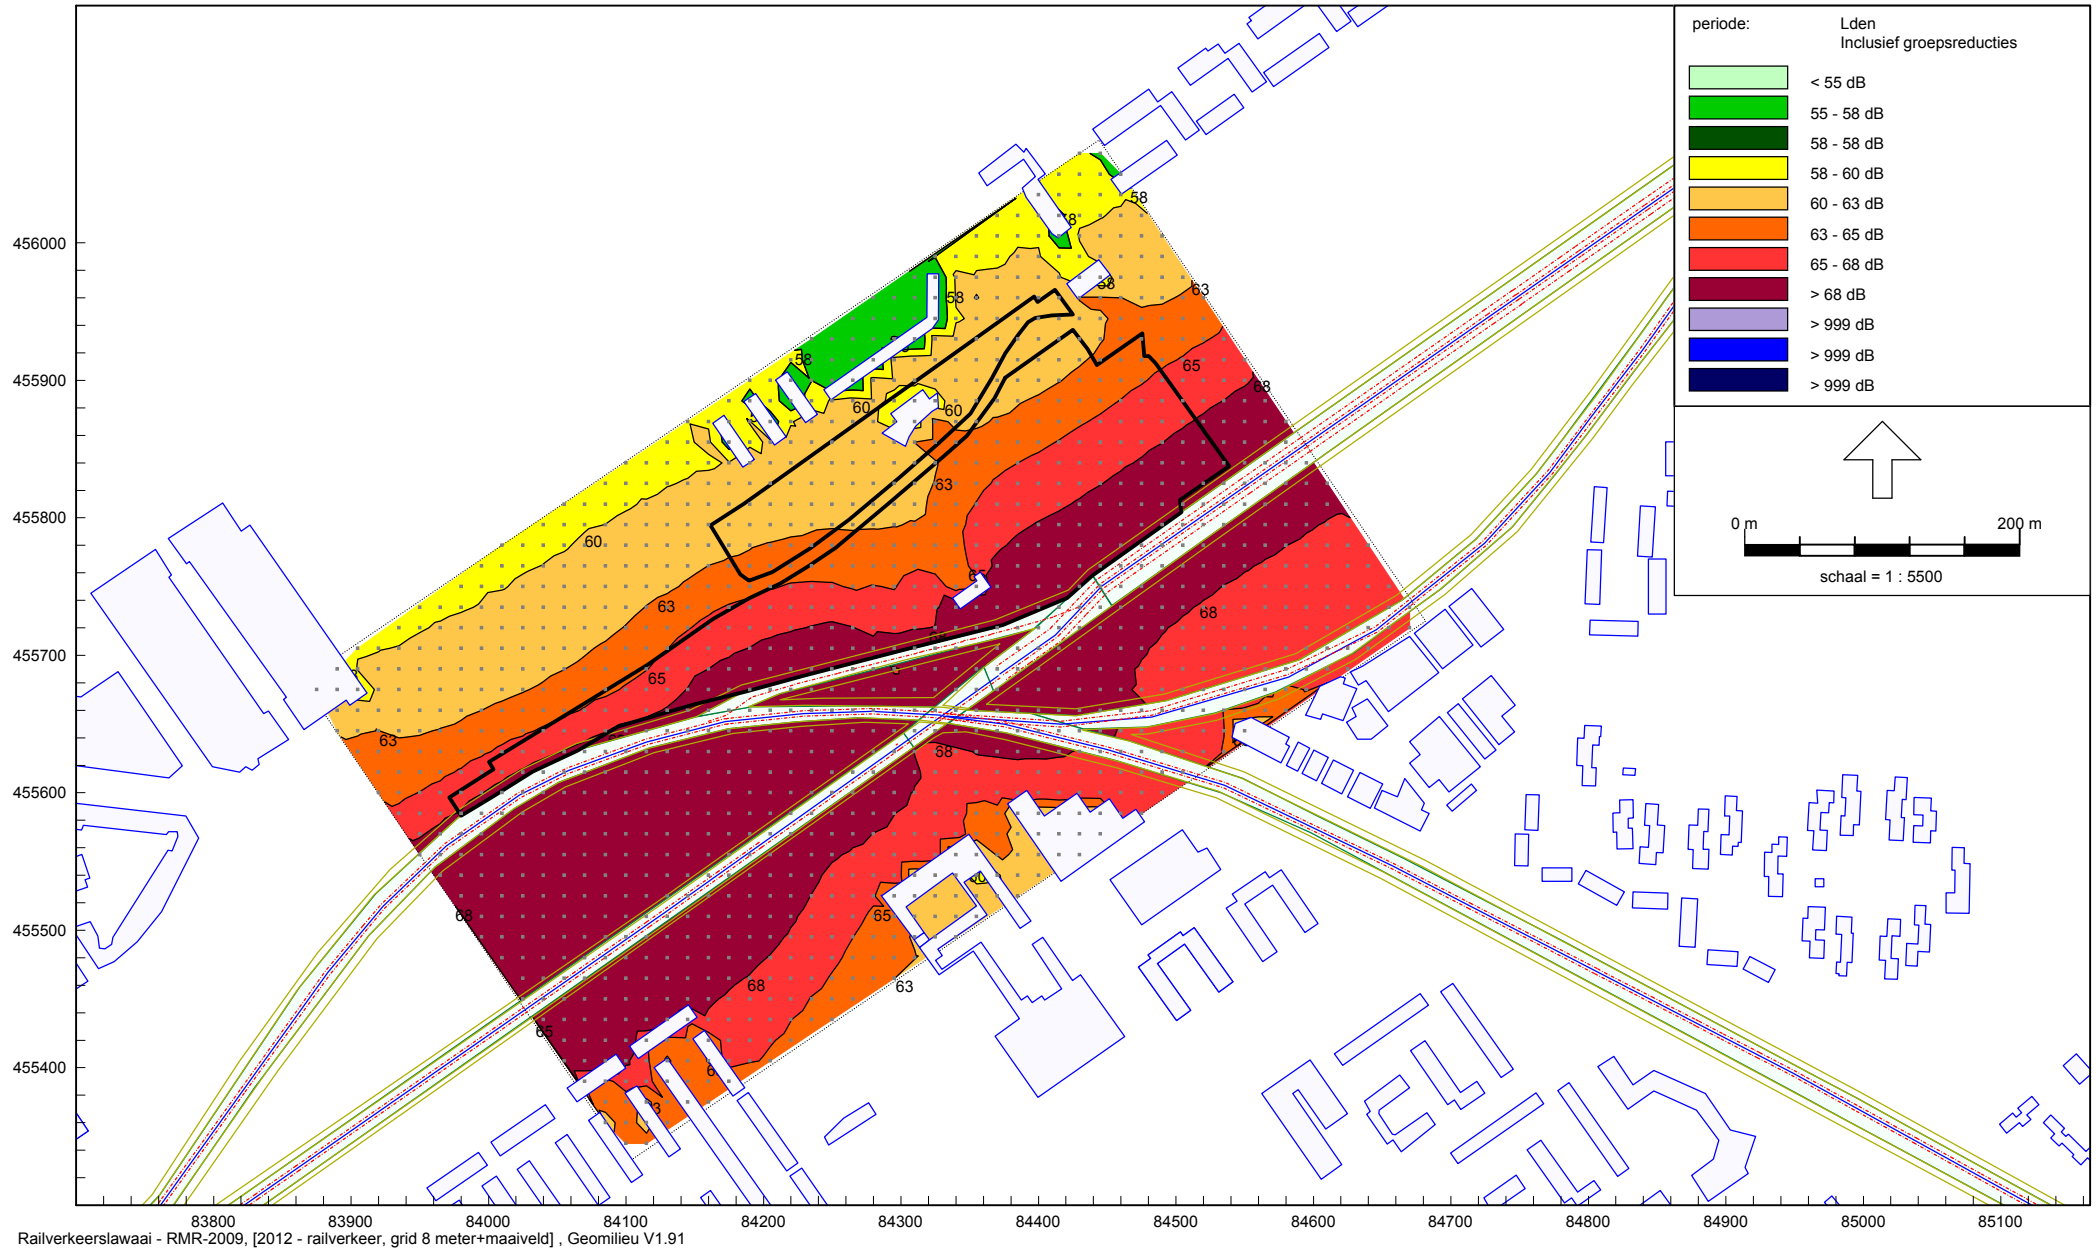 periode: Lden
Inclusief groepsreducties
< 55 dB
55 - 58 dB
58 - 58 dB
58 - 60 dB
60 - 63 dB
63 - 65 dB
65 - 68 dB
> 68 dB
> 999 dB
> 999 dB
> 999 dB
0 m 200 m
schaal = 1 : 5500
456000
455900
455800
455700
455600
455500
455400
58
58
58
63
58
65
68
60
60
63
60
63
68
65
63
68
68
65
63
68
65
83800 83900 84000 84100 84200 84300 84400 84500 84600 84700 84800 84900 85000 85100
Railverkeerslawaai - RMR-2009, [2012 - railverkeer, grid 8 meter+maaiveld] , Geomilieu V1.91